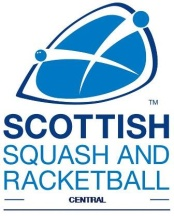 TM
SCOTTISH
SQUASH AND
RACKETBALL
CENTRAL